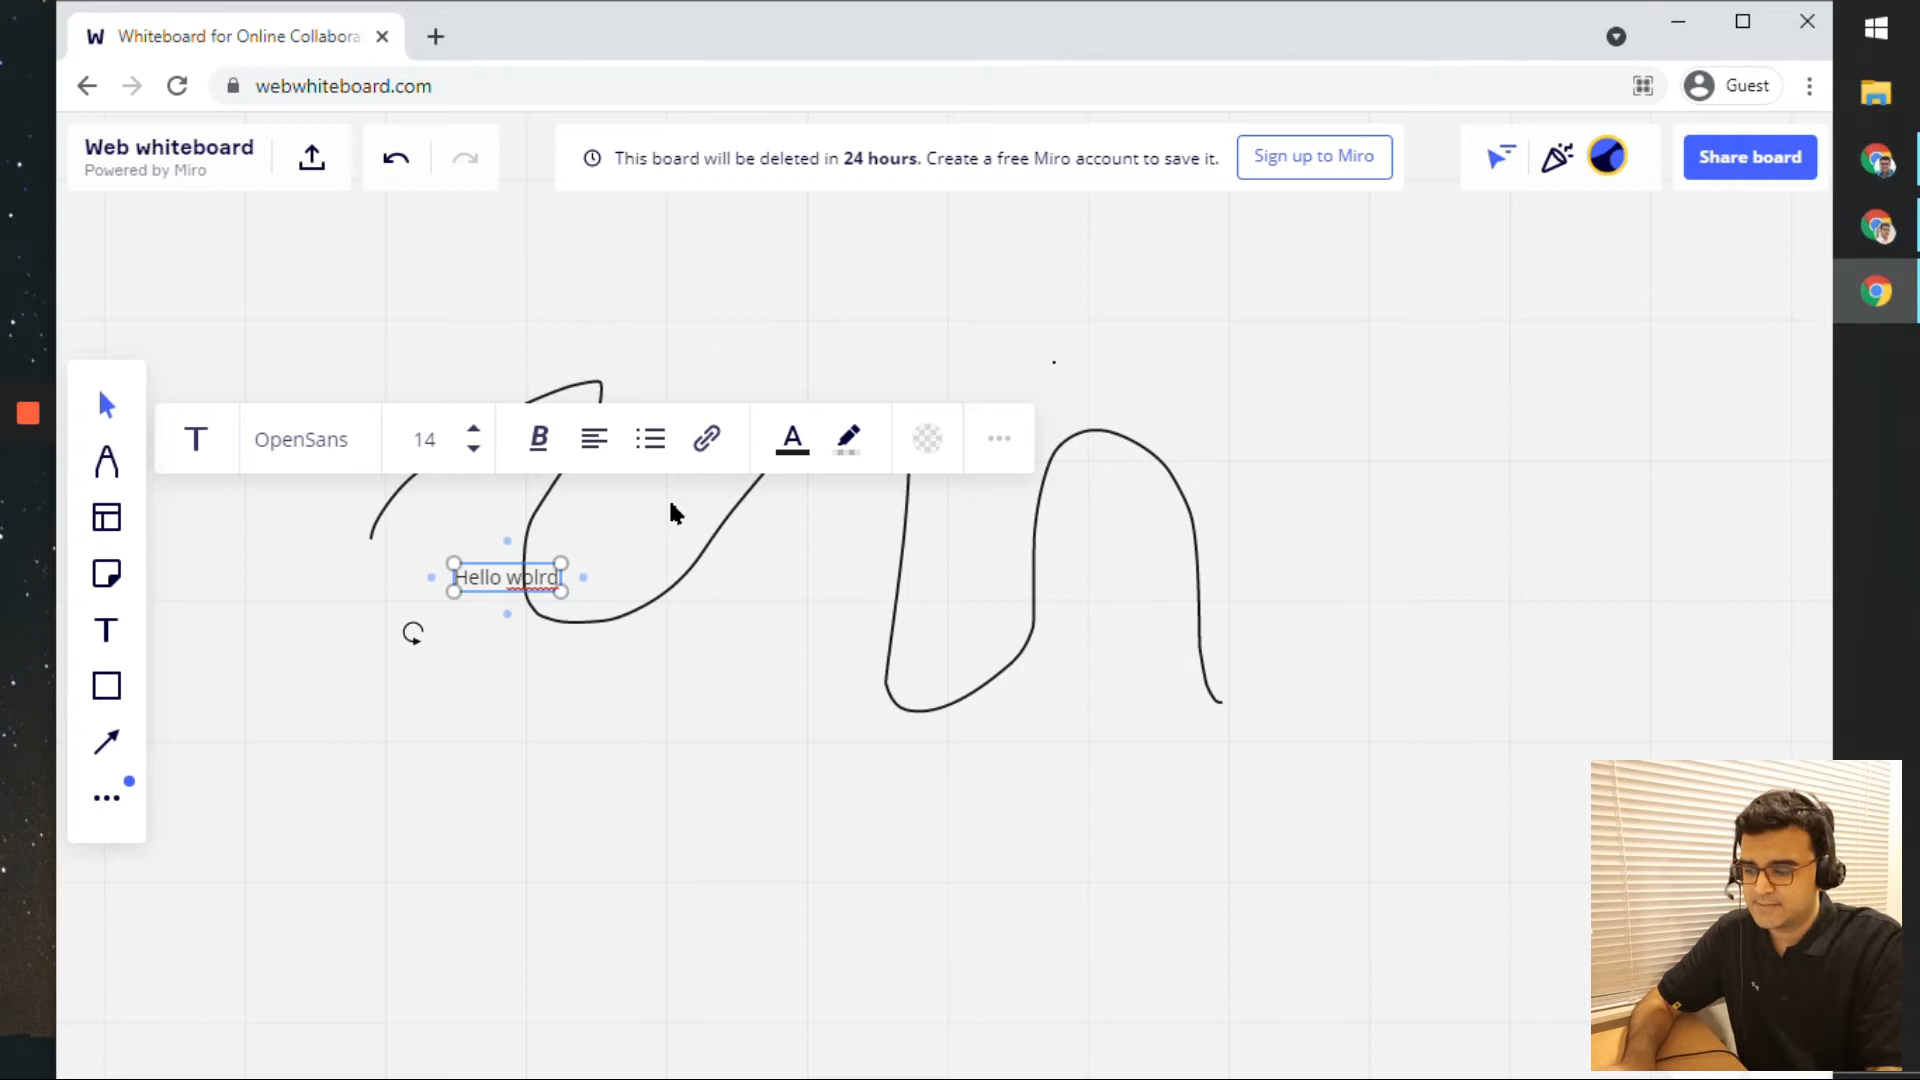 Whiteboard for Online Collabora
webwhiteboard.com
Guest
Web whiteboard
Powered by Miro
This board will be deleted in 24 hours. Create a free Miro account to save it.
Sign up to Miro
Share board
OpenSans
14
B
A
T
Hello wolrd
T